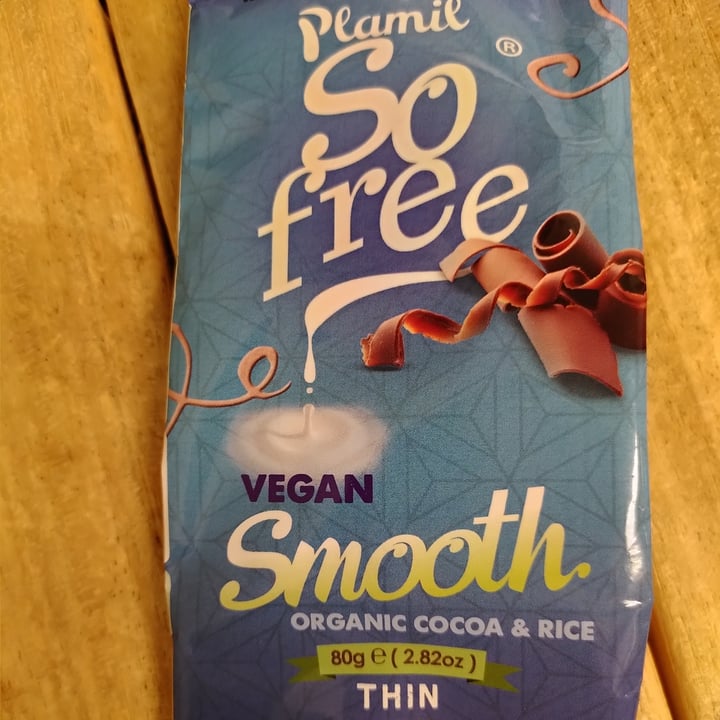 Plamil
So
®
free
VEGAN
Smooth.
ORGANIC COCOA & RICE
80g e ( 2.82oz )
THIN